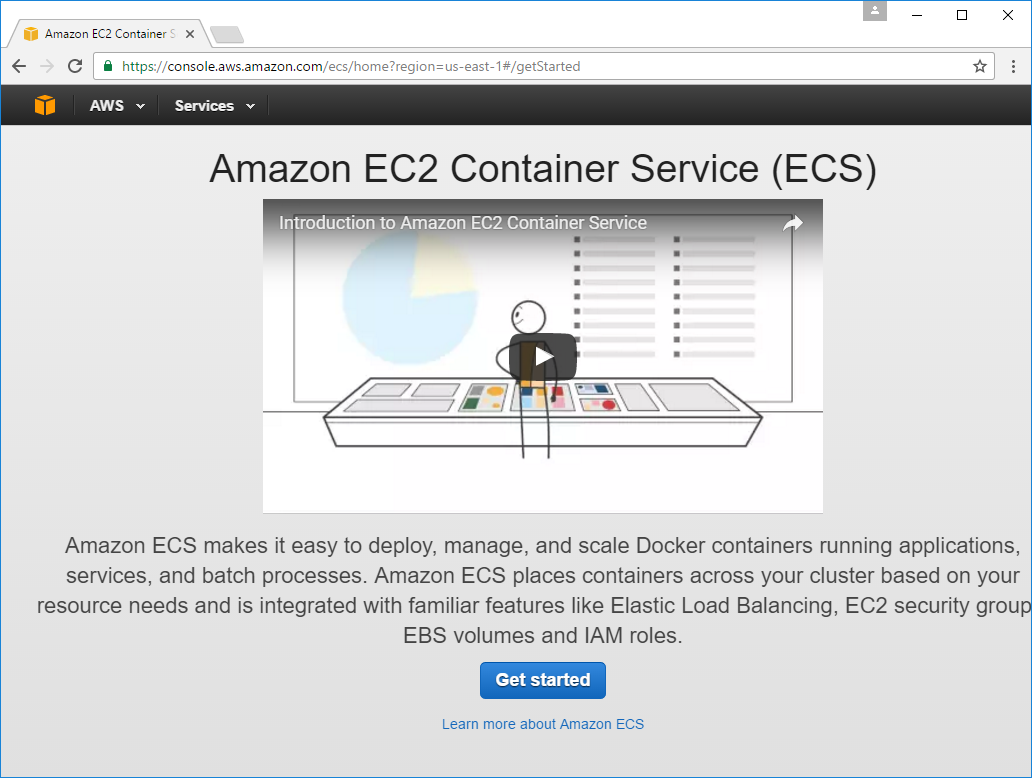 Amazon EC2 Container S
https://console.aws.amazon.com/ecs/home?region=us-east-1#/getStarted
AWS Services
Amazon EC2 Container Service (ECS)
Introduction to Amazon EC2 Container Service
Amazon ECS makes it easy to deploy, manage, and scale Docker containers running applications,
services, and batch processes. Amazon ECS places containers across your cluster based on your
resource needs and is integrated with familiar features like Elastic Load Balancing, EC2 security group
EBS volumes and IAM roles.
Get started
Learn more about Amazon ECS